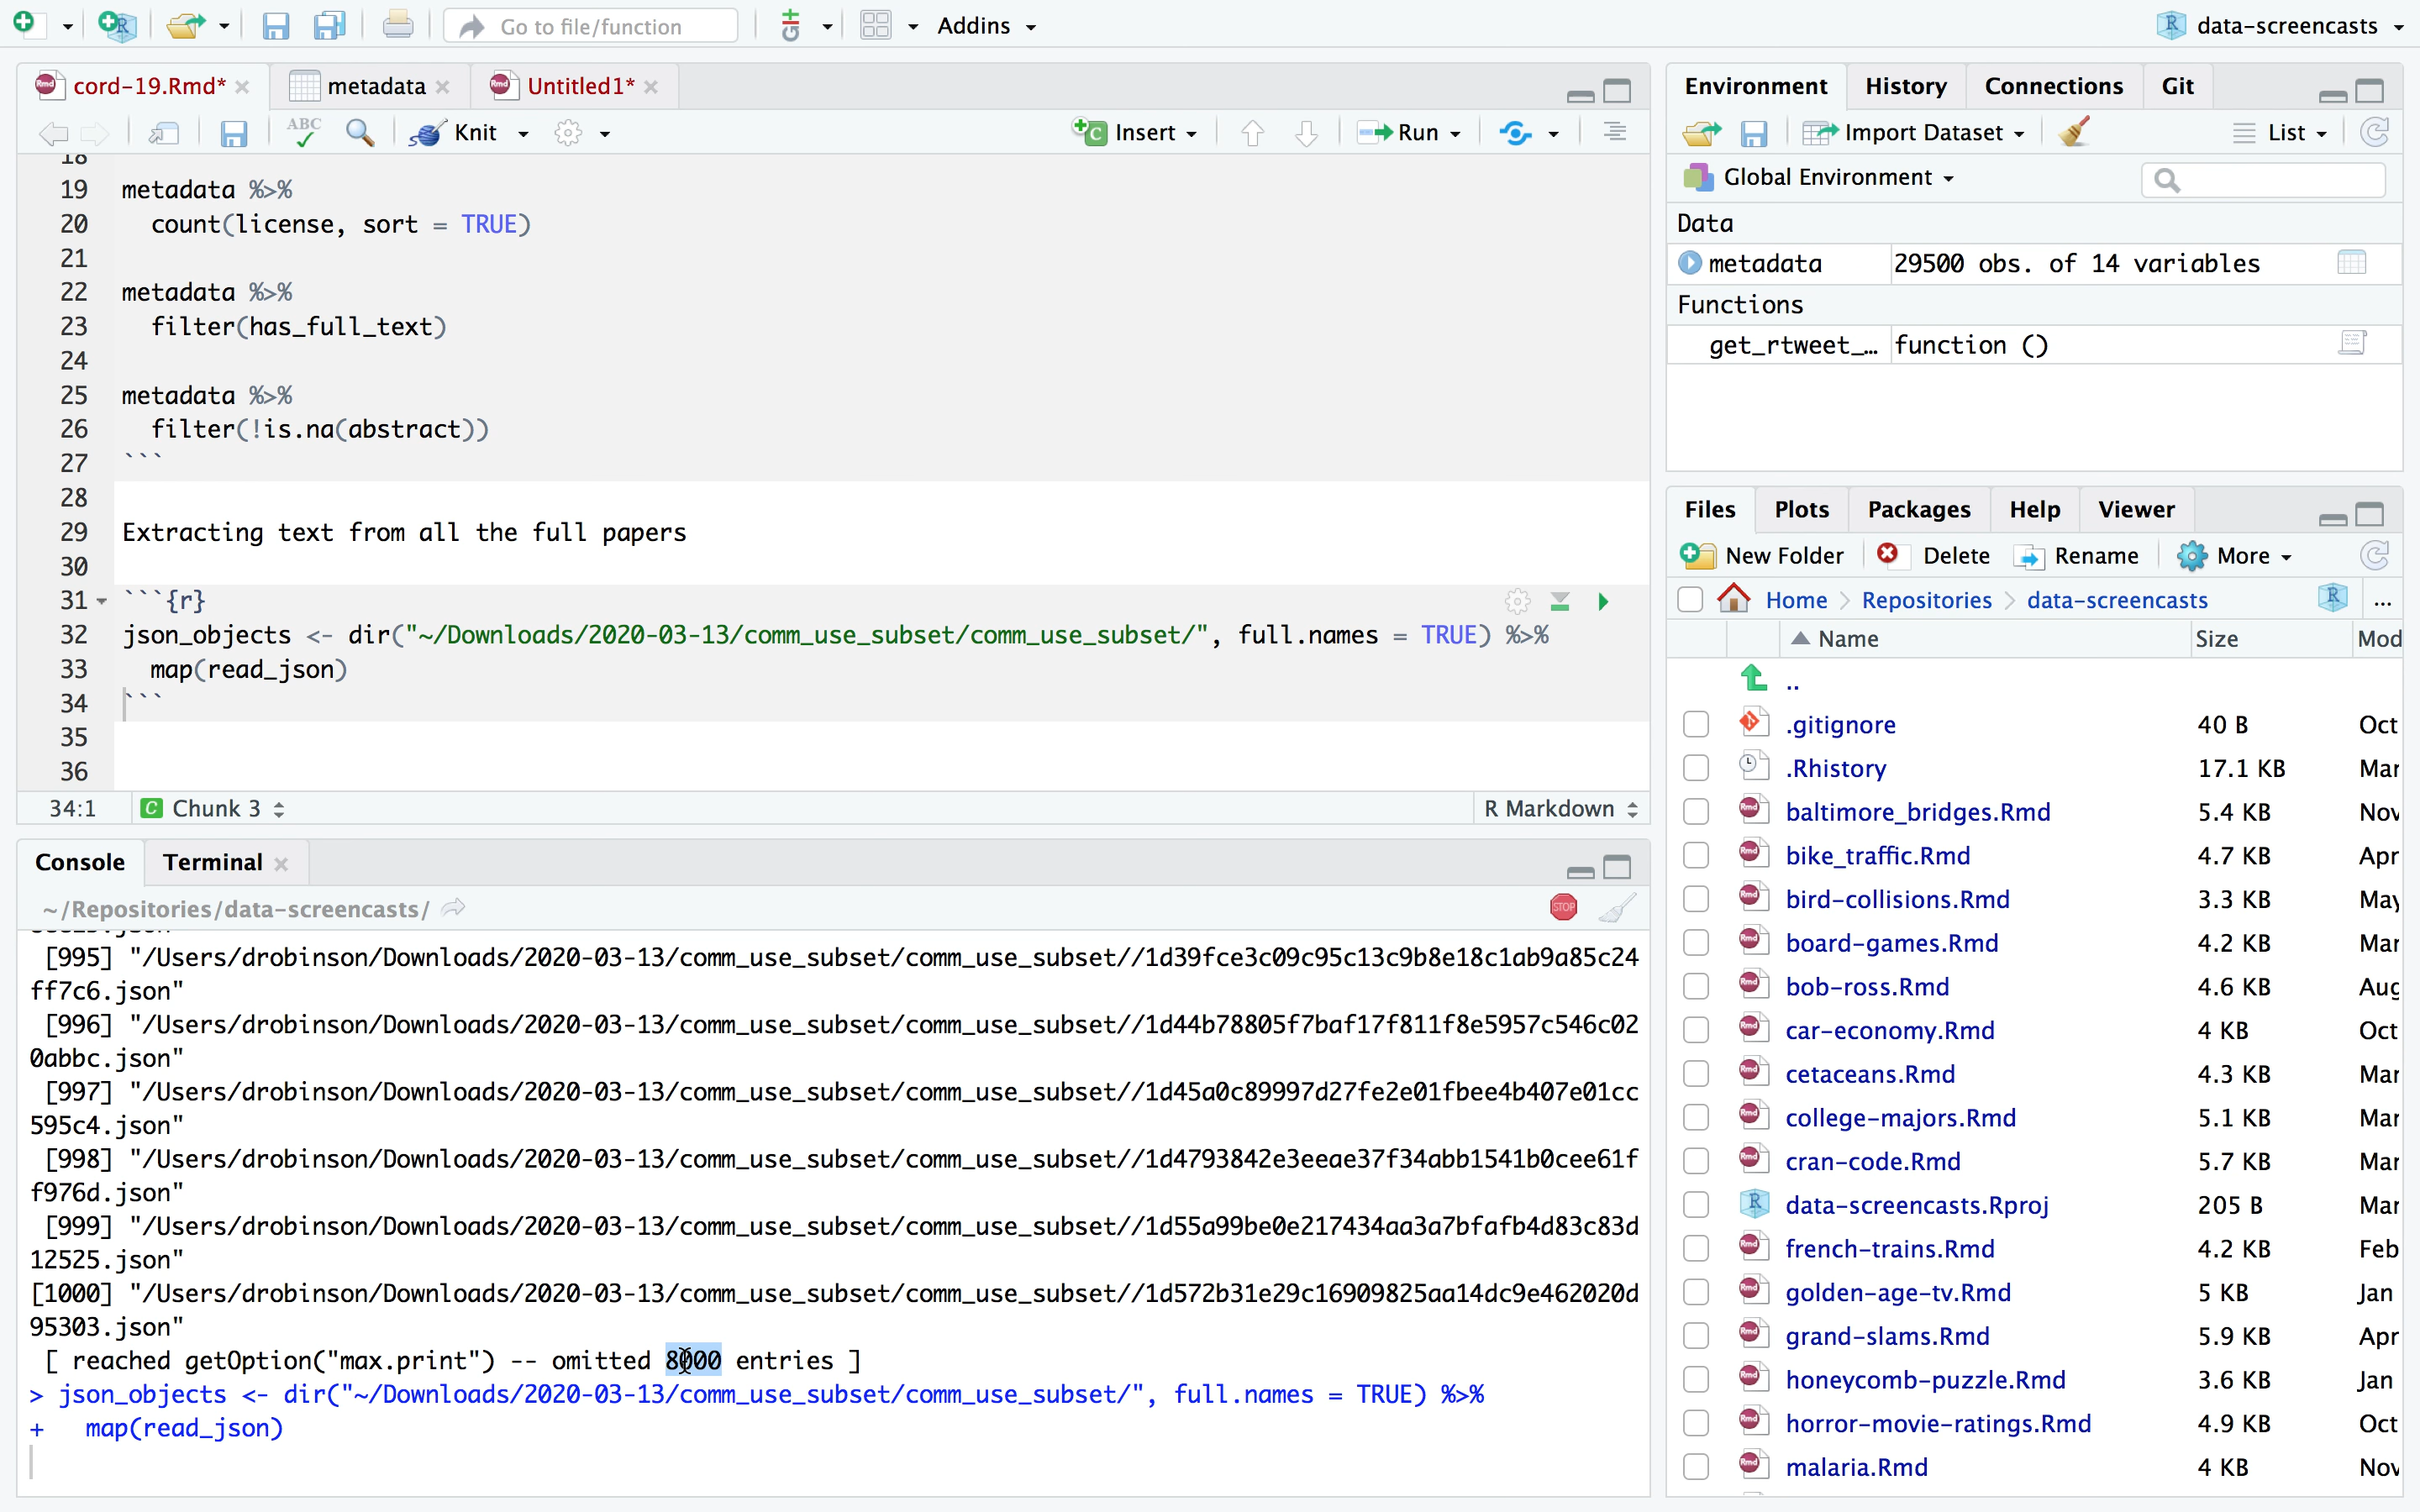 Go to file/function
Addins
data-screencasts
cord-19.Rmd*
metadata
Untitled1*
ABC
Knit
Insert
Run
18
19 metadata %>%
20 count(license, sort = TRUE)
21
22 metadata %>%
23 filter(has_full_text)
24
25 metadata %>%
26 filter(!is.na(abstract))
27 ```
28
29 Extracting text from all the full papers
30
31 ```{r}
32 json_objects <- dir("~/Downloads/2020-03-13/comm_use_subset/comm_use_subset/", full.names = TRUE) %>%
33 map(read_json)
34 ```
35
36
34:1 C Chunk 3 R Markdown
Console Terminal
~/Repositories/data-screencasts/
STOP
[995] "/Users/drobinson/Downloads/2020-03-13/comm_use_subset/comm_use_subset//1d39fce3c09c95c13c9b8e18c1ab9a85c24
ff7c6.json"
[996] "/Users/drobinson/Downloads/2020-03-13/comm_use_subset/comm_use_subset//1d44b78805f7baf17f811f8e5957c546c02
0abbc.json"
[997] "/Users/drobinson/Downloads/2020-03-13/comm_use_subset/comm_use_subset//1d45a0c89997d27fe2e01fbee4b407e01cc
595c4.json"
[998] "/Users/drobinson/Downloads/2020-03-13/comm_use_subset/comm_use_subset//1d4793842e3eeae37f34abb1541b0cee61f
f976d.json"
[999] "/Users/drobinson/Downloads/2020-03-13/comm_use_subset/comm_use_subset//1d55a99be0e217434aa3a7bfafb4d83c83d
12525.json"
[1000] "/Users/drobinson/Downloads/2020-03-13/comm_use_subset/comm_use_subset//1d572b31e29c16909825aa14dc9e462020d
95303.json"
[ reached getOption("max.print") -- omitted 8000 entries ]
> json_objects <- dir("~/Downloads/2020-03-13/comm_use_subset/comm_use_subset/", full.names = TRUE) %>%
+ map(read_json)
Environment History Connections Git
Import Dataset List
Global Environment
Data
metadata 29500 obs. of 14 variables
Functions
get_rtweet_… function ()
Files Plots Packages Help Viewer
New Folder Delete Rename More
Home Repositories data-screencasts ...
Name Size Mod
..
.gitignore 40 B Oct
.Rhistory 17.1 KB Mar
baltimore_bridges.Rmd 5.4 KB Nov
bike_traffic.Rmd 4.7 KB Apr
bird-collisions.Rmd 3.3 KB May
board-games.Rmd 4.2 KB Mar
bob-ross.Rmd 4.6 KB Aug
car-economy.Rmd 4 KB Oct
cetaceans.Rmd 4.3 KB Mar
college-majors.Rmd 5.1 KB Mar
cran-code.Rmd 5.7 KB Mar
data-screencasts.Rproj 205 B Mar
french-trains.Rmd 4.2 KB Feb
golden-age-tv.Rmd 5 KB Jan
grand-slams.Rmd 5.9 KB Apr
honeycomb-puzzle.Rmd 3.6 KB Jan
horror-movie-ratings.Rmd 4.9 KB Oct
malaria.Rmd 4 KB Nov